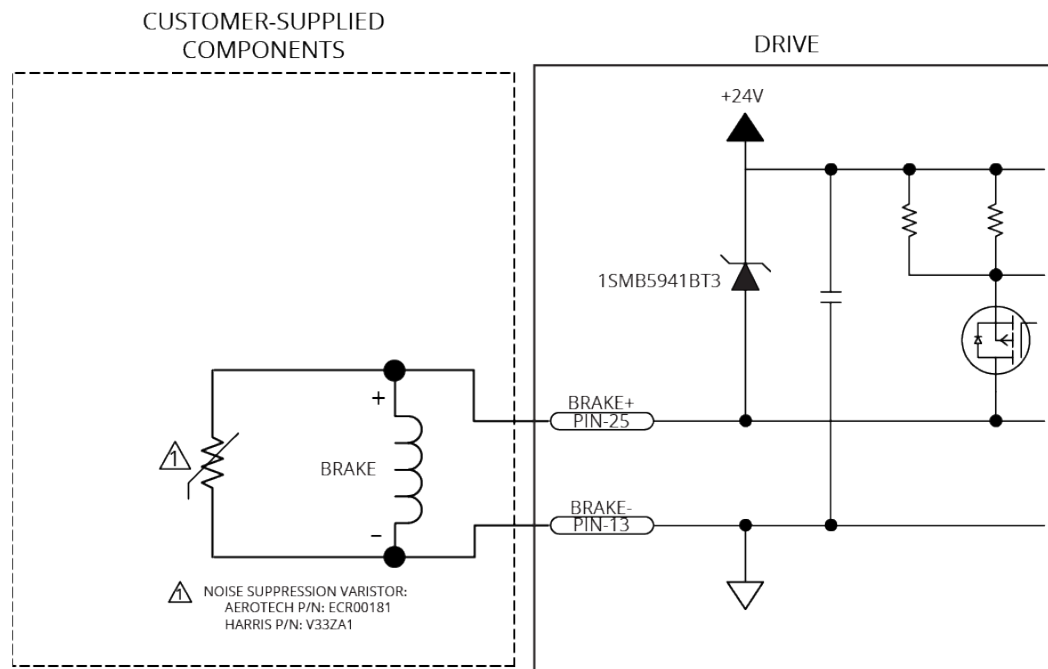 CUSTOMER-SUPPLIED
COMPONENTS
DRIVE
+24V
1SMB5941BT3
BRAKE+
PIN-25
+
1
BRAKE
BRAKE-
PIN-13
–
1 NOISE SUPPRESSION VARISTOR:
AEROTECH P/N: ECR00181
HARRIS P/N: V33ZA1